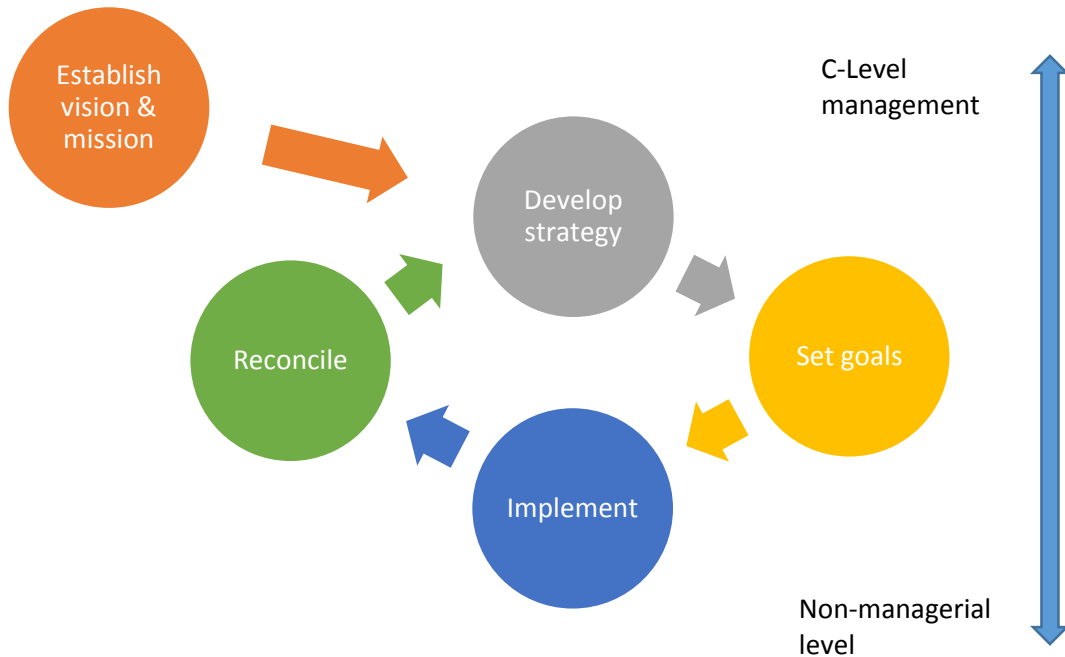 Establish
vision &
mission
C-Level
management
Develop
strategy
Reconcile
Set goals
Implement
Non-managerial
level